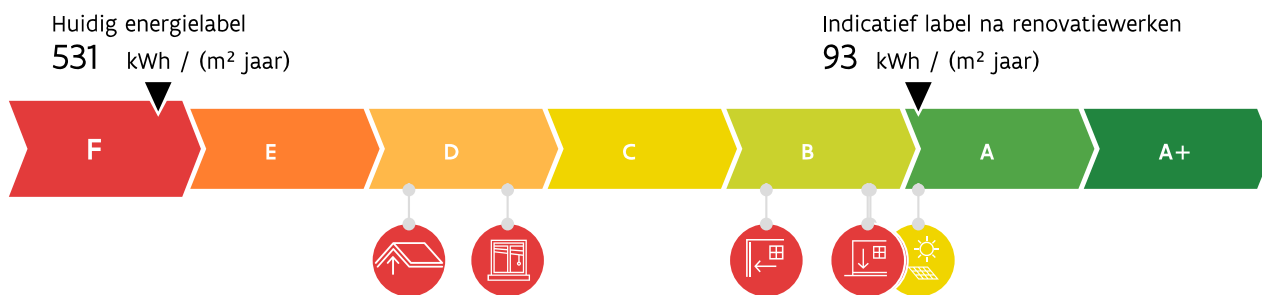 Huidig energielabel
531 kWh / (m² jaar)
Indicatief label na renovatiewerken
93 kWh / (m² jaar)
F E D C B A A+